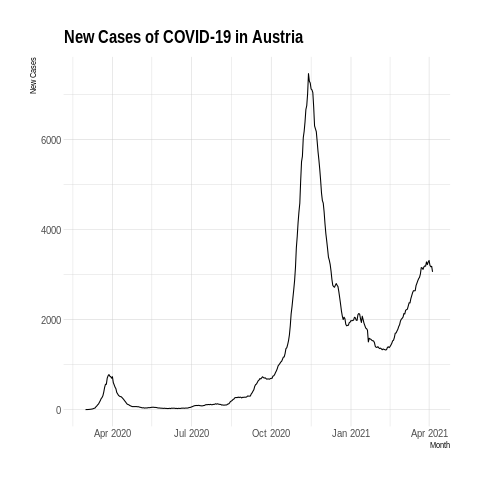 New Cases of COVID-19 in Austria
New Cases
6000
4000
2000
0
Apr 2020
Jul 2020
Oct 2020
Jan 2021
Apr 2021
Month